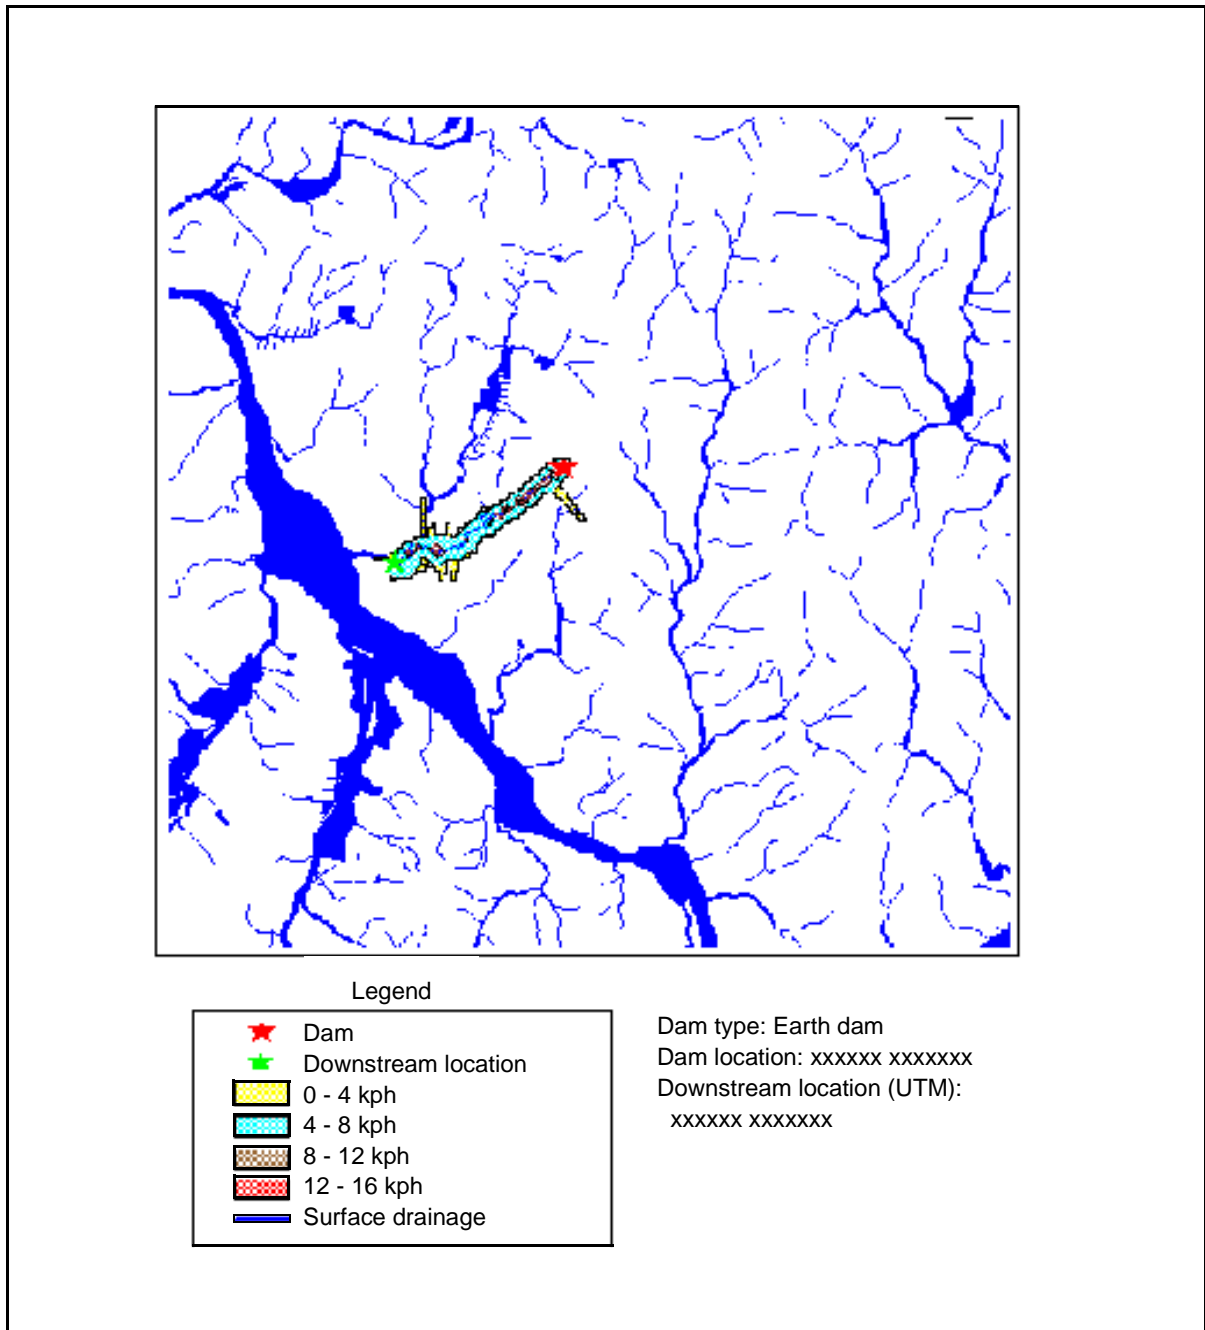 Legend
Dam
Downstream location
0 - 4 kph
4 - 8 kph
8 - 12 kph
12 - 16 kph
Surface drainage
Dam type: Earth dam
Dam location: xxxxxx xxxxxxx
Downstream location (UTM):
xxxxxx xxxxxxx